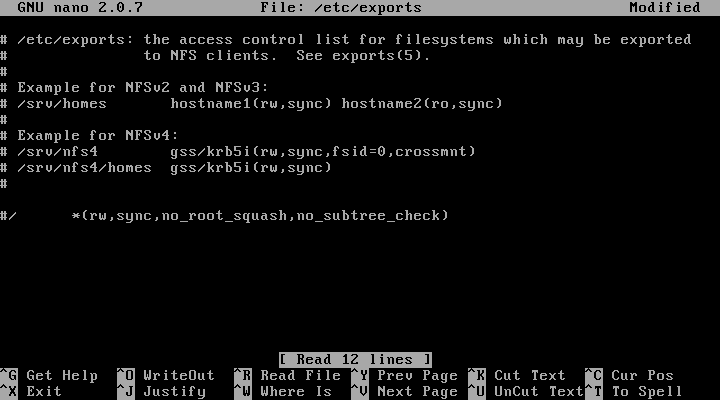 GNU nano 2.0.7 File: /etc/exports Modified
# /etc/exports: the access control list for filesystems which may be exported
# to NFS clients. See exports(5).
#
# Example for NFSv2 and NFSv3:
# /srv/homes hostname1(rw,sync) hostname2(ro,sync)
#
# Example for NFSv4:
# /srv/nfs4 gss/krb5i(rw,sync,fsid=0,crossmnt)
# /srv/nfs4/homes gss/krb5i(rw,sync)
#
#/ *(rw,sync,no_root_squash,no_subtree_check)
[ Read 12 lines ]
^G Get Help ^O WriteOut ^R Read File ^Y Prev Page ^K Cut Text ^C Cur Pos
^X Exit ^J Justify ^W Where Is ^V Next Page ^U UnCut Text ^T To Spell